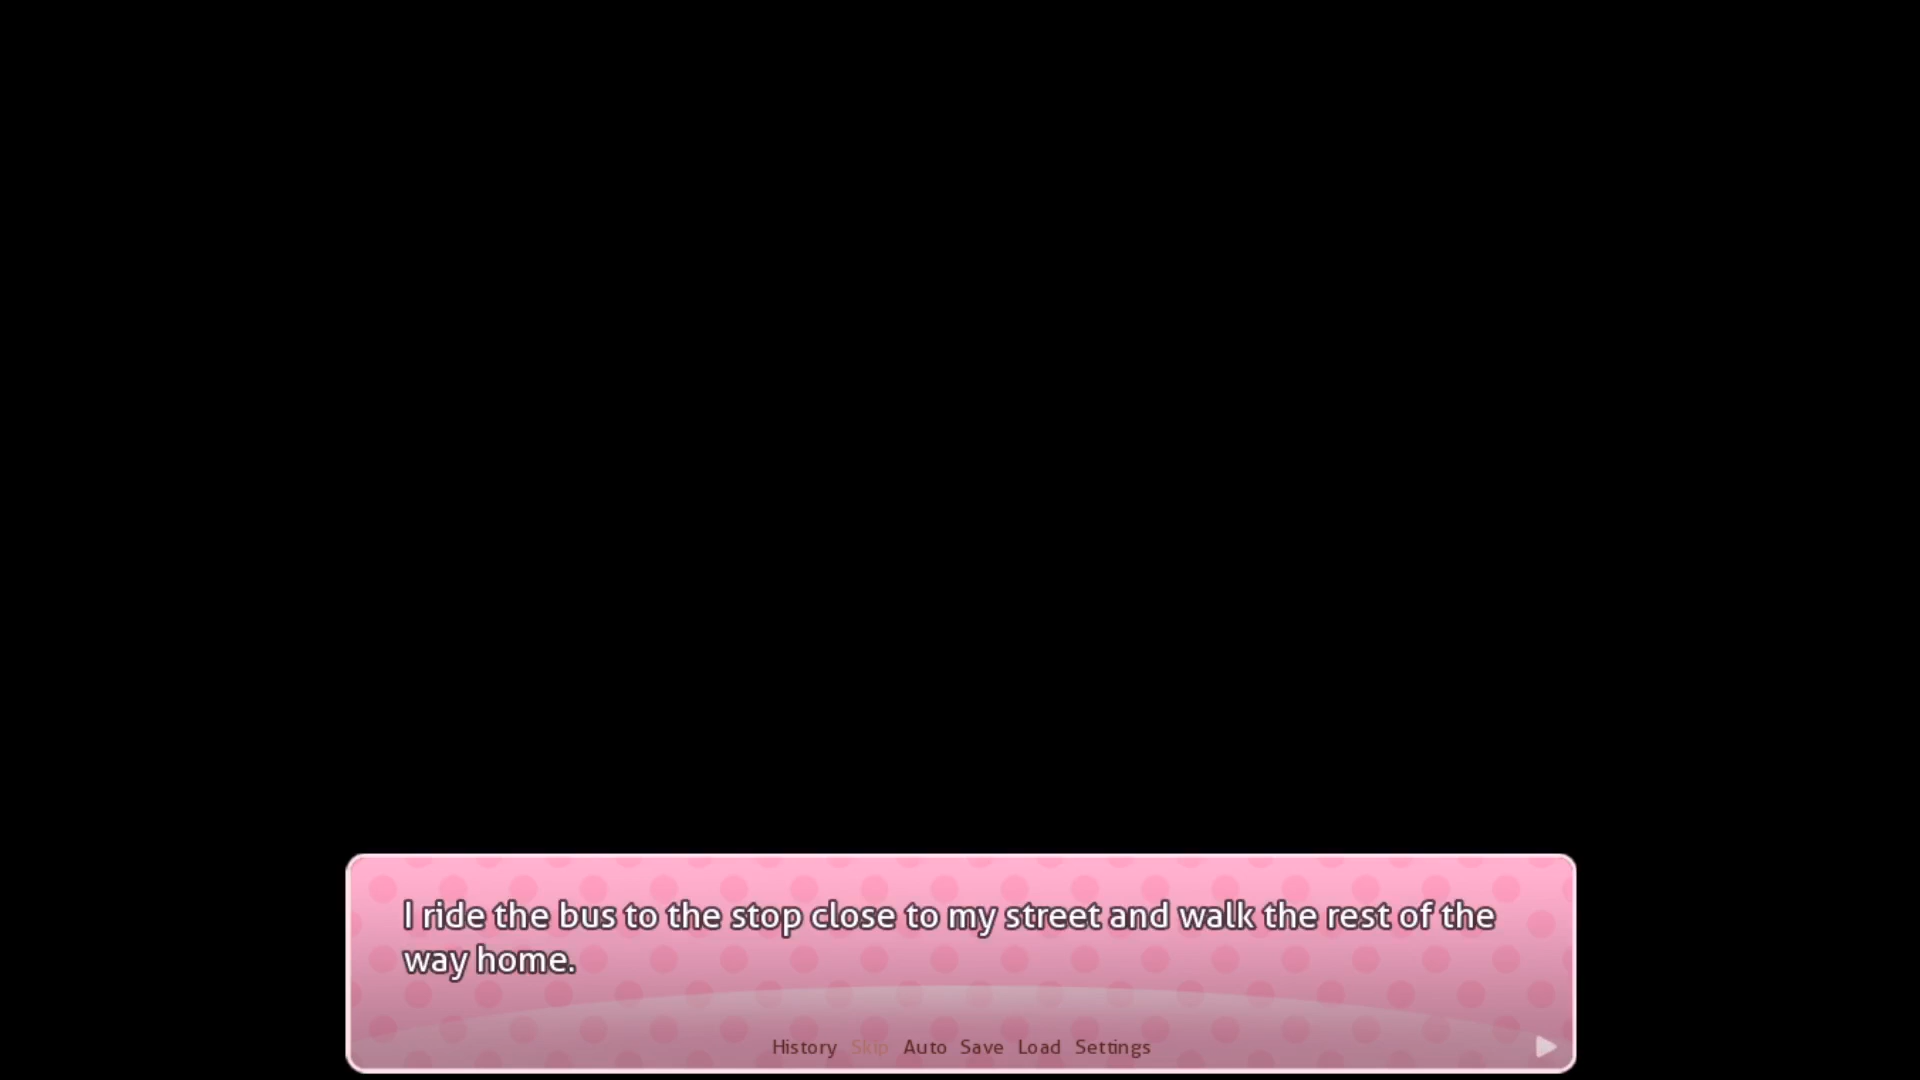 I ride the bus to the stop close to my street and walk the rest of the
way home.
History Skip Auto Save Load Settings